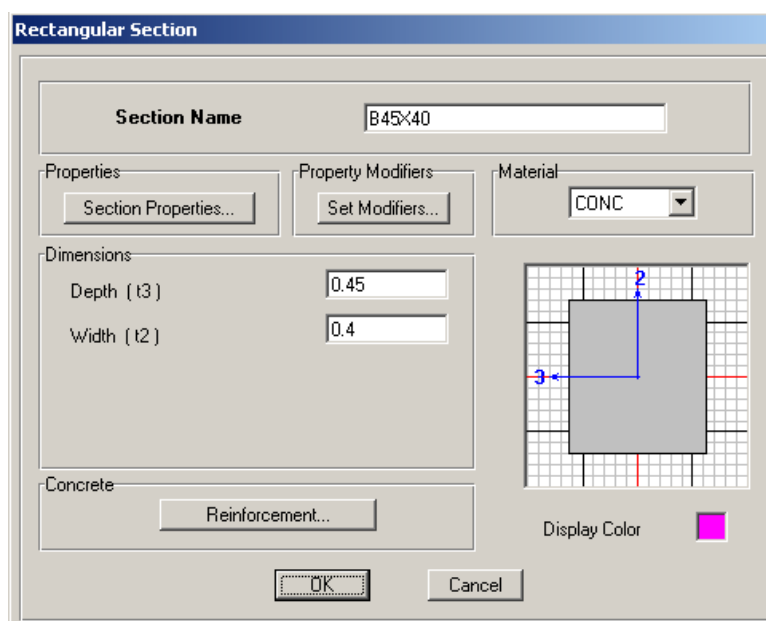 Rectangular Section
Section Name B45X40
Properties Property Modifiers Material
Section Properties... Set Modifiers... CONC
Dimensions
Depth ( t3 ) 0.45
Width ( t2 ) 0.4
2
3
Concrete
Reinforcement...
Display Color
OK Cancel